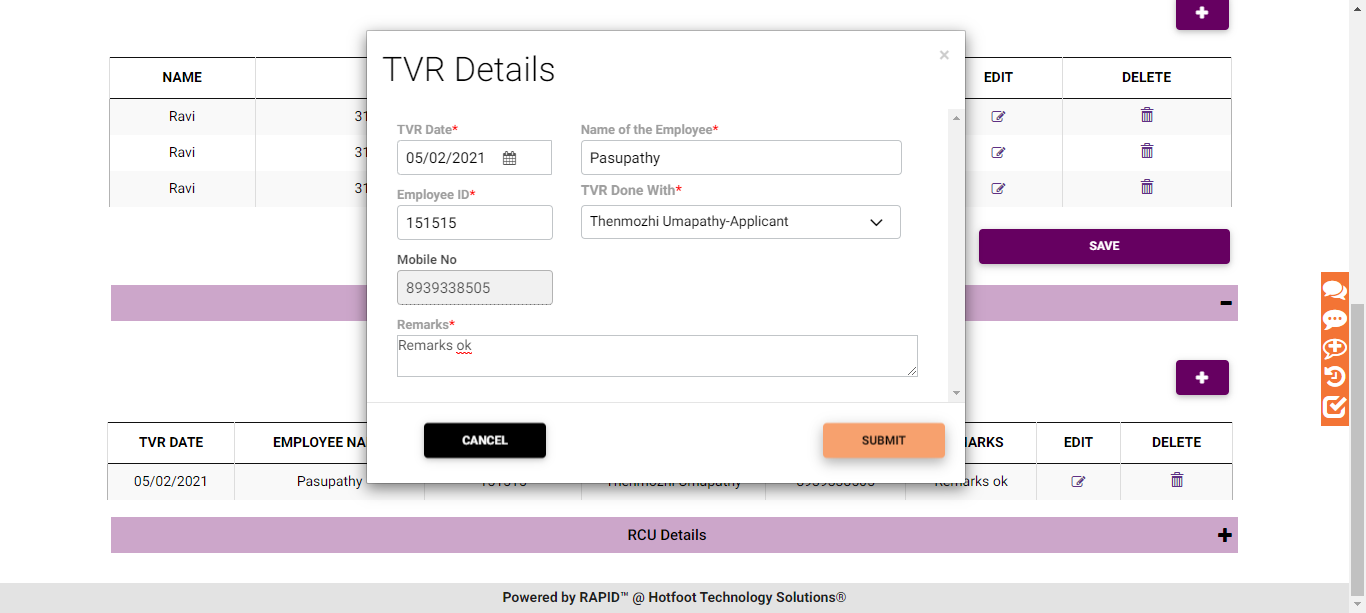 TVR Details
×
NAME
EDIT
DELETE
TVR Date*
Name of the Employee*
Ravi
31
05/02/2021
Pasupathy
Ravi
31
Ravi
31
Employee ID*
TVR Done With*
151515
Thenmozhi Umapathy-Applicant
SAVE
Mobile No
8939338505
Remarks*
Remarks ok
CANCEL
SUBMIT
TVR DATE
EMPLOYEE NA
ARKS
EDIT
DELETE
05/02/2021
Pasupathy
151515
Thenmozhi Umapathy
8939338505
Remarks ok
RCU Details
Powered by RAPID™ @ Hotfoot Technology Solutions®